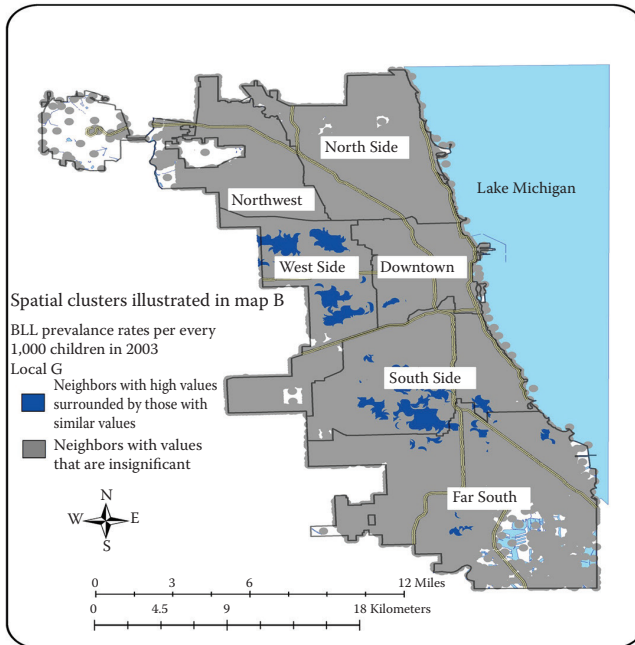 North Side
Lake Michigan
Northwest
West Side
Downtown
Spatial clusters illustrated in map B
BLL prevalance rates per every
1,000 children in 2003
Local G
Neighbors with high values
surrounded by those with
similar values
Neighbors with values
that are insignificant
South Side
Far South
N
W E
S
0 3 6 12 Miles
0 4.5 9 18 Kilometers